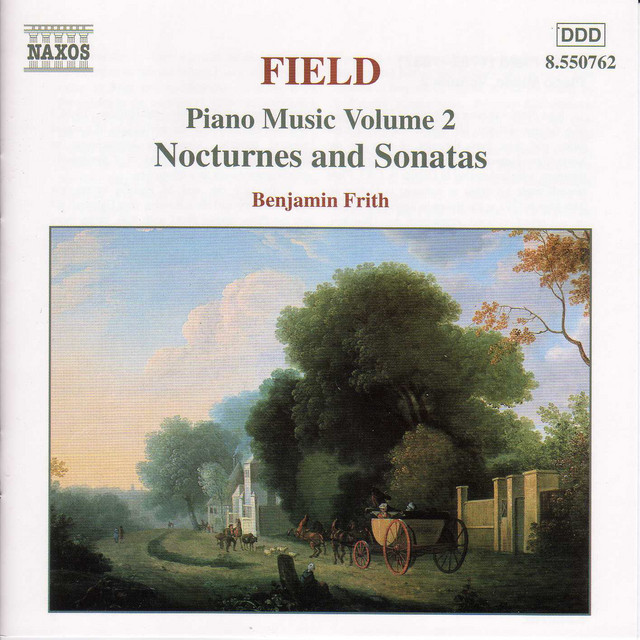 NAXOS
DDD
8.550762
FIELD
Piano Music Volume 2
Nocturnes and Sonatas
Benjamin Frith